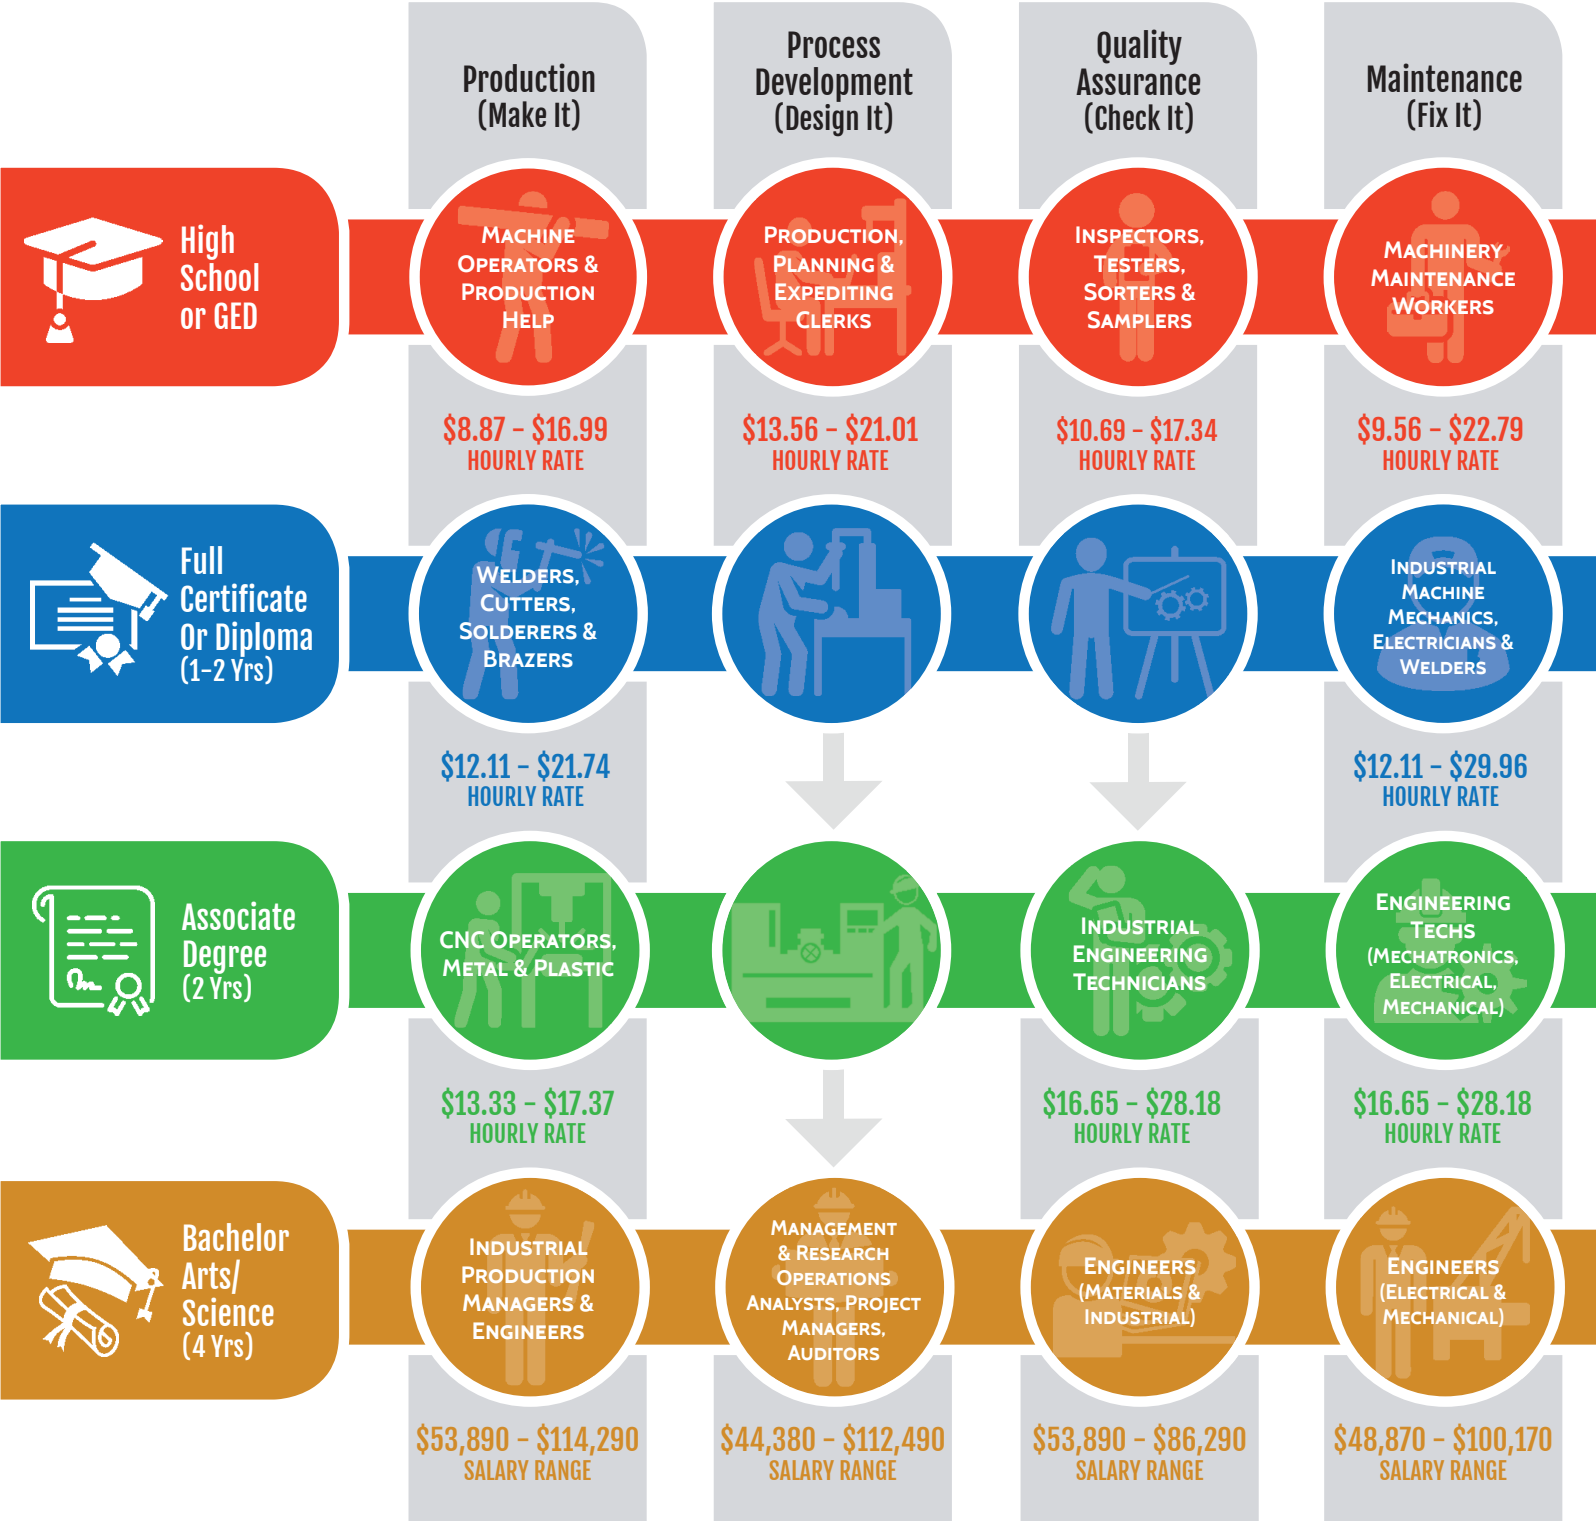 Production
(Make It)
Process
Development
(Design It)
Quality
Assurance
(Check It)
Maintenance
(Fix It)
High
School
or GED
MACHINE
OPERATORS &
PRODUCTION
HELP
PRODUCTION,
PLANNING &
EXPEDITING
CLERKS
INSPECTORS,
TESTERS,
SORTERS &
SAMPLERS
MACHINERY
MAINTENANCE
WORKERS
$8.87 - $16.99
HOURLY RATE
$13.56 - $21.01
HOURLY RATE
$10.69 - $17.34
HOURLY RATE
$9.56 - $22.79
HOURLY RATE
Full
Certificate
Or Diploma
(1-2 Yrs)
WELDERS,
CUTTERS,
SOLDERERS &
BRAZERS
INDUSTRIAL
MACHINE
MECHANICS,
ELECTRICIANS &
WELDERS
$12.11 - $21.74
HOURLY RATE
$12.11 - $29.96
HOURLY RATE
Associate
Degree
(2 Yrs)
CNC OPERATORS,
METAL & PLASTIC
INDUSTRIAL
ENGINEERING
TECHNICIANS
ENGINEERING
TECHS
(MECHATRONICS,
ELECTRICAL,
MECHANICAL)
$13.33 - $17.37
HOURLY RATE
$16.65 - $28.18
HOURLY RATE
$16.65 - $28.18
HOURLY RATE
Bachelor
Arts/
Science
(4 Yrs)
INDUSTRIAL
PRODUCTION
MANAGERS &
ENGINEERS
MANAGEMENT
& RESEARCH
OPERATIONS
ANALYSTS, PROJECT
MANAGERS,
AUDITORS
ENGINEERS
(MATERIALS &
INDUSTRIAL)
ENGINEERS
(ELECTRICAL &
MECHANICAL)
$53,890 - $114,290
SALARY RANGE
$44,380 - $112,490
SALARY RANGE
$53,890 - $86,290
SALARY RANGE
$48,870 - $100,170
SALARY RANGE